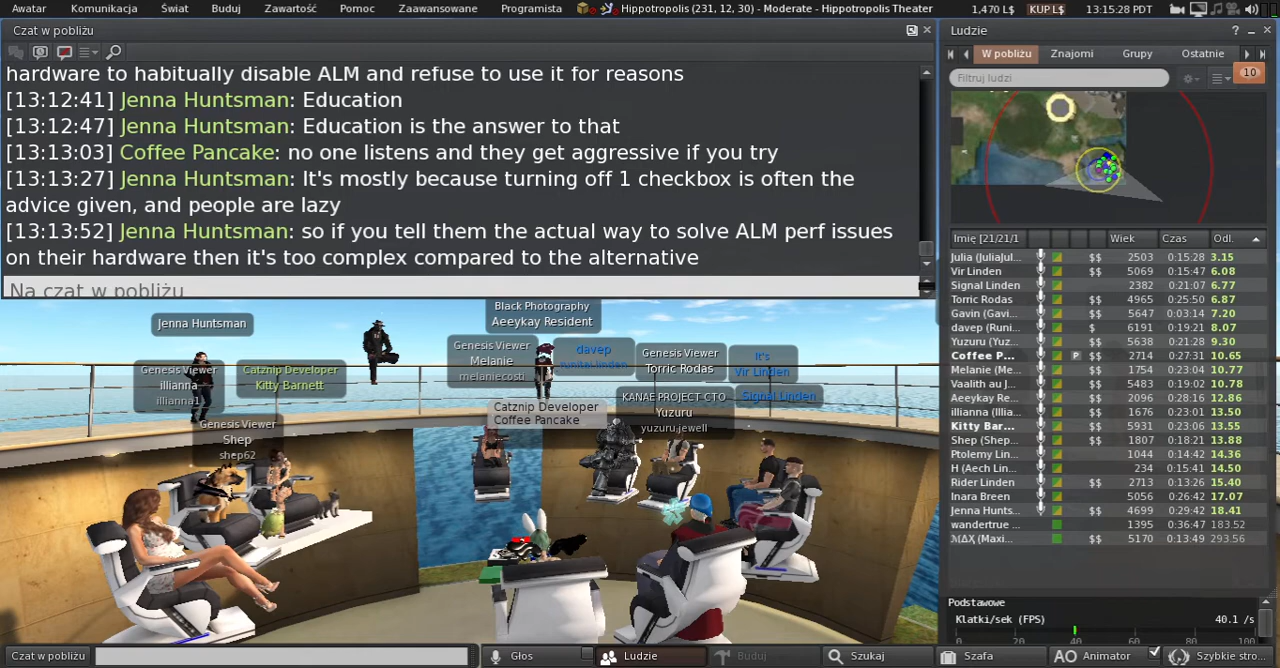 Awatar Komunikacja Świat Buduj Zawartość Pomoc Zaawansowane Programista Hippotropolis (231, 12, 30) - Moderate - Hippotropolis Theater 1,470 L$ KUP L$ 13:15:28 PDT
Czat w pobliżu
hardware to habitually disable ALM and refuse to use it for reasons
[13:12:41] Jenna Huntsman: Education
[13:12:47] Jenna Huntsman: Education is the answer to that
[13:13:03] Coffee Pancake: no one listens and they get aggressive if you try
[13:13:27] Jenna Huntsman: It's mostly because turning off 1 checkbox is often the
advice given, and people are lazy
[13:13:52] Jenna Huntsman: so if you tell them the actual way to solve ALM perf issues
on their hardware then it's too complex compared to the alternative
Na czat w pobliżu
Jenna Huntsman
Black Photography
Aeeykay Resident
Genesis Viewer
illianna
illianna1
Catznip Developer
Kitty Barnett
Genesis Viewer
Shep
shep62
Genesis Viewer
Melanie
melaniecosti
davep
Genesis Viewer
Torric Rodas
It's
Vir Linden
Signal Linden
KANAE PROJECT CTO
Yuzuru
yuzuru.jewell
Catznip Developer
Coffee Pancake
Ludzie
W pobliżu Znajomi Grupy Ostatnie
10
Filtruj ludzi
Imię [21/21/1 Wiek Czas Odl.
Julia (JuliaJul... $$ 2503 0:15:28 3.15
Vir Linden $$ 5069 0:15:47 6.08
Signal Linden 2382 0:21:07 6.77
Torric Rodas $$ 4965 0:25:50 6.87
Gavin (Gavi... $$ 5647 0:03:14 7.20
davep (Runi... $ 6191 0:19:21 8.07
Yuzuru (Yuz... $$ 5638 0:21:28 9.30
Coffee P... P $$ 2714 0:27:31 10.65
Melanie (Me... $$ 1754 0:23:04 10.77
Vaalith au J... $$ 5483 0:19:02 10.78
Aeeykay Re... $$ 2096 0:28:16 12.86
illianna (Illia... $$ 1676 0:23:01 13.50
Kitty Bar... $$ 5931 0:23:06 13.55
Shep (Shep... $$ 1807 0:18:21 13.88
Ptolemy Lin... 1044 0:14:42 14.36
H (Aech Lin... 234 0:15:41 14.50
Rider Linden $$ 2713 0:13:26 15.40
Inara Breen 5056 0:26:42 17.07
Jenna Hunts... $$ 4699 0:29:42 18.41
wandertrue ... 1395 0:36:47 183.52
(Maxi... $$ 5170 0:13:49 293.56
Podstawowe
Klatki/sek (FPS) 40.1 /s
0 20 40 60 80 100
Czat w pobliżu Głos Ludzie Buduj Szukaj Szafa AO Animator Szybkie stro...